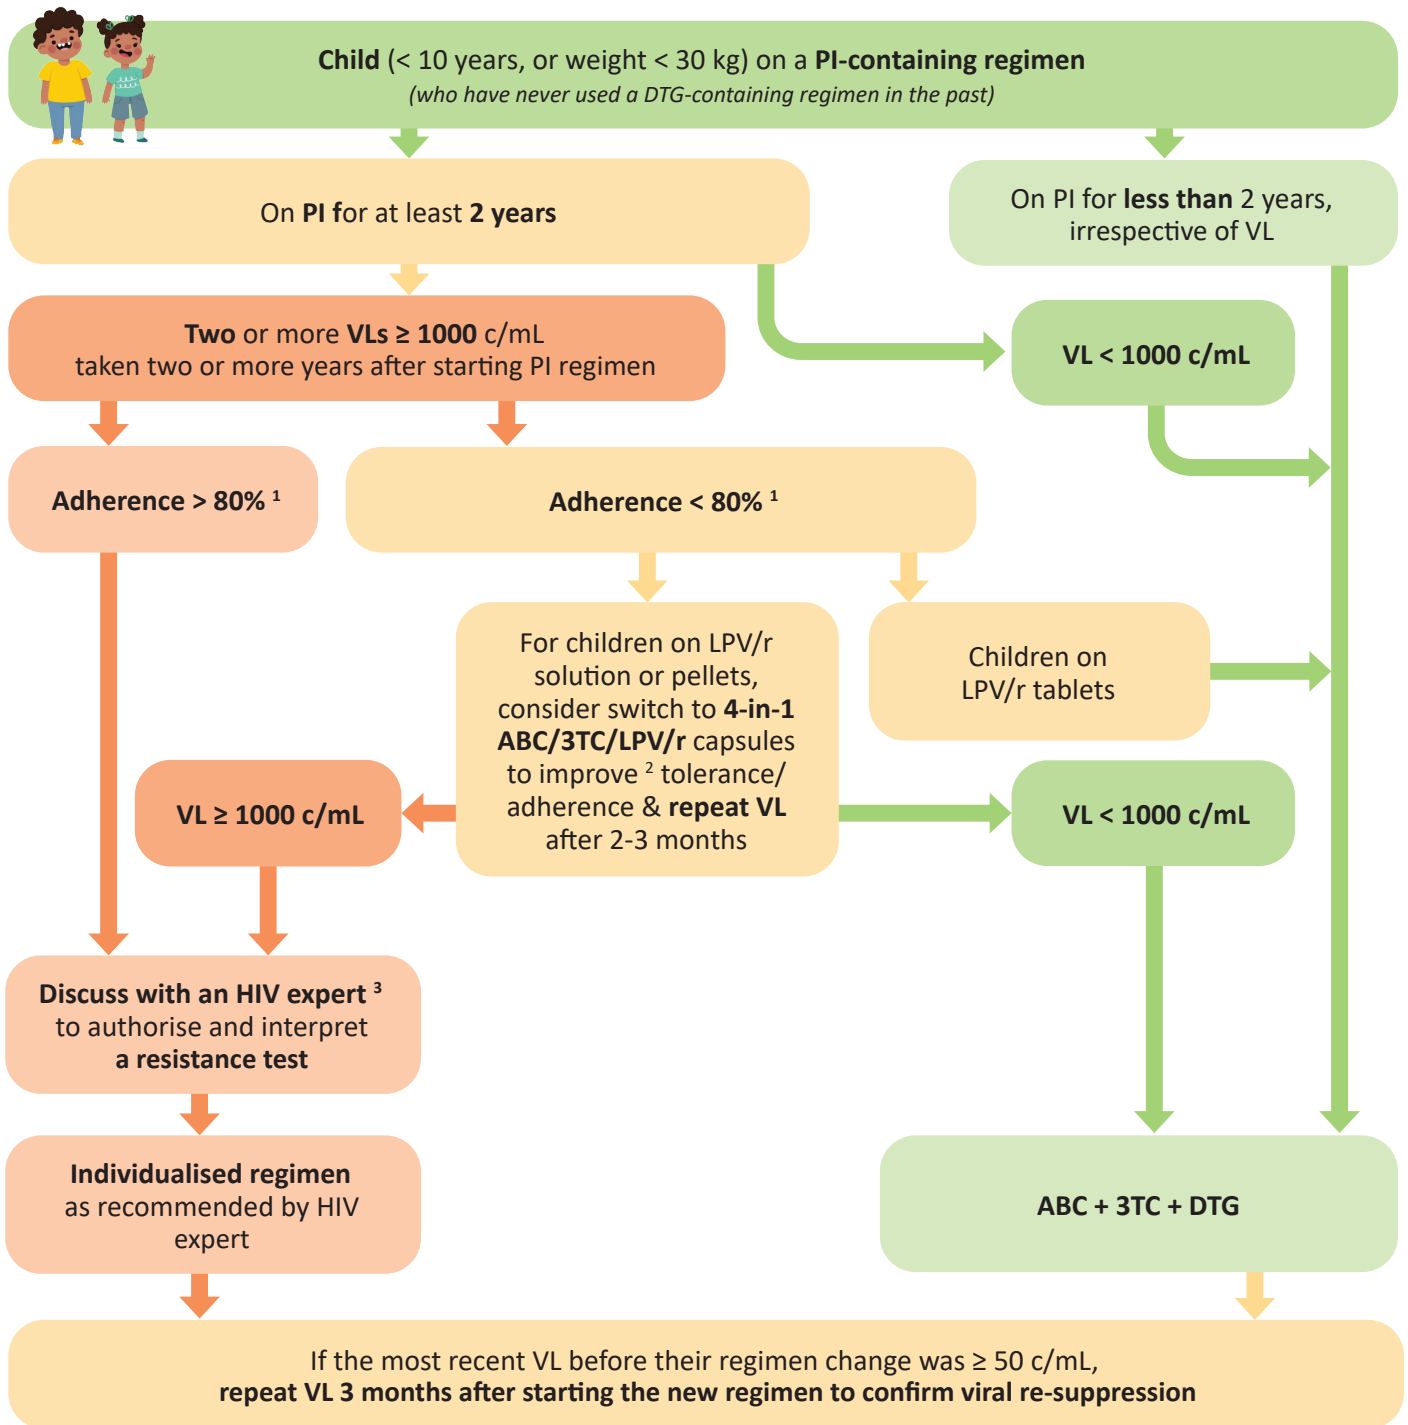 Child (< 10 years, or weight < 30 kg) on a PI-containing regimen
(who have never used a DTG-containing regimen in the past)
On PI for at least 2 years
On PI for less than 2 years,
irrespective of VL
Two or more VLs ≥ 1000 c/mL
taken two or more years after starting PI regimen
VL < 1000 c/mL
Adherence > 80% ¹
Adherence < 80% ¹
For children on LPV/r
solution or pellets,
consider switch to 4-in-1
ABC/3TC/LPV/r capsules
to improve ² tolerance/
adherence & repeat VL
after 2-3 months
Children on
LPV/r tablets
VL ≥ 1000 c/mL
VL < 1000 c/mL
Discuss with an HIV expert ³
to authorise and interpret
a resistance test
Individualised regimen
as recommended by HIV
expert
ABC + 3TC + DTG
If the most recent VL before their regimen change was ≥ 50 c/mL,
repeat VL 3 months after starting the new regimen to confirm viral re-suppression